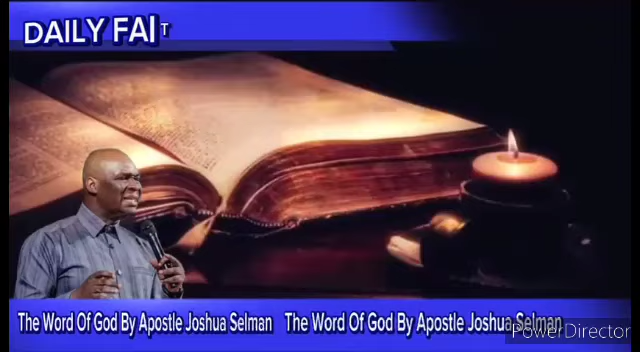 DAILY FAI T
The Word Of God By Apostle Joshua Selman The Word Of God By Apostle Joshua Selman
PowerDirector